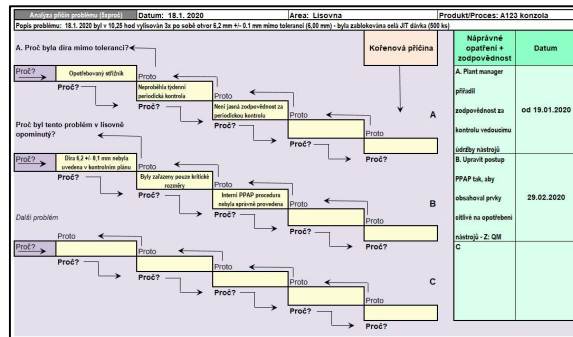 Analýza příčin problému (5xproč) Datum: 18.1. 2020 Area: Lisovna Produkt/Proces: A123 konzola
Popis problému: 18.1. 2020 byl v 10,25 hod vylisován 3x po sobě otvor 6,2 mm +/- 0.1 mm mimo toleranci (6,00 mm) - byla zablokována celá JIT dávka (500 ks)
A. Proč byla díra mimo toleranci?
Kořenová příčina
Proč?
Opotřebovaný střižník
Proto
Proč?
Neproběhla týdenní
periodická kontrola
Proto
Proč?
Není jasná zodpovědnost za
periodickou kontrolu
Proto
Proč?
Proto
Proč?
A
Proč byl tento problém v lisovně
opominutý?
Proč?
Díra 6,2 +/- 0,1 mm nebyla
uvedena v kontrolním plánu
Proto
Proč?
Byly zařazeny pouze kritické
rozměry
Proto
Proč?
Interní PPAP procedura
nebyla správně provedena
Proto
Proč?
Proto
Proč?
B
Další problém
Proto
Proč?
Proto
Proč?
Proto
Proč?
Proto
Proč?
Proto
Proč?
Proč?
C
Náprávné
opatření +
zodpovědnost
Datum
A. Plant manager
přiřadil
zodpovědnost za
kontrolu vedoucímu
údržby nástrojů
od 19.01.2020
B. Upravit postup
PPAP tak, aby
obsahoval prvky
citlivé na opotřebení
nástrojů - Z: QM
29.02.2020
C